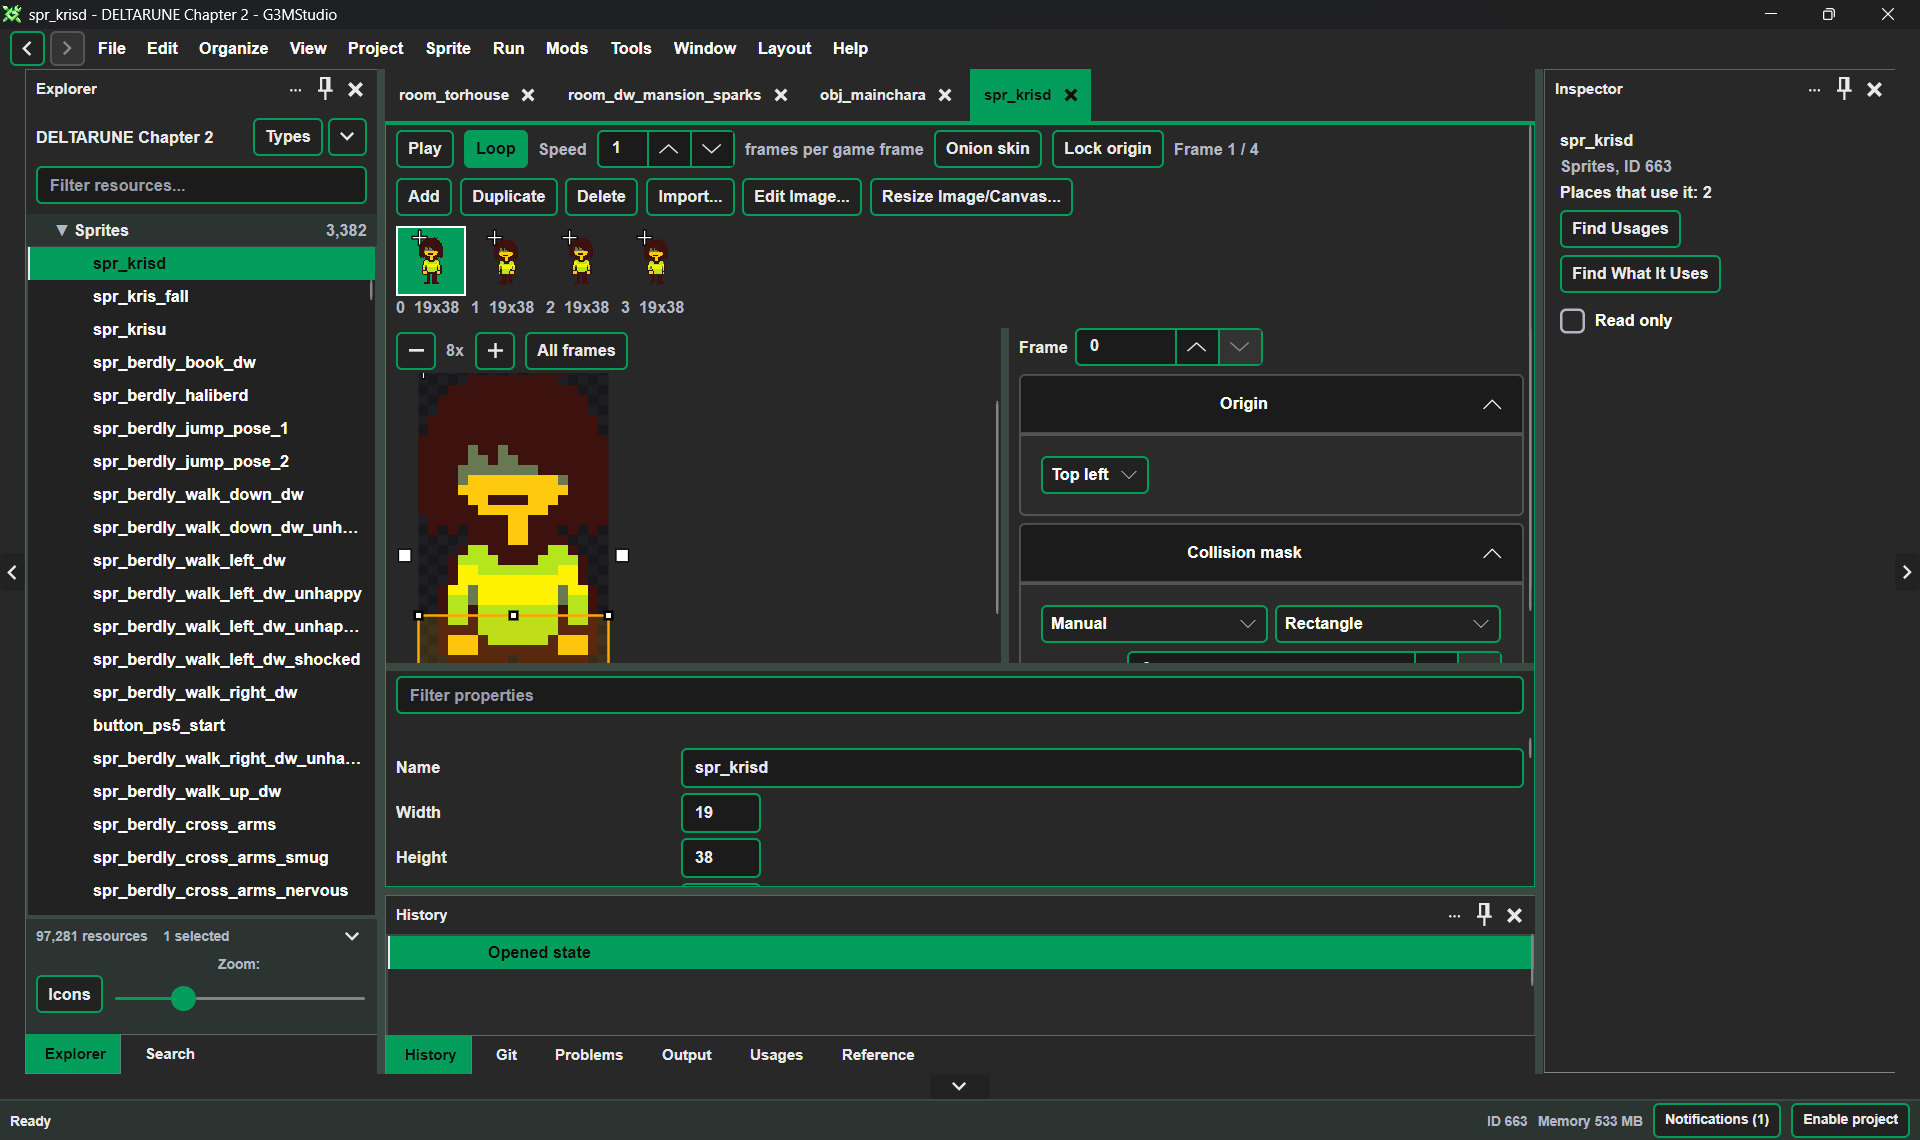 spr_krisd - DELTARUNE Chapter 2 - G3MStudio
File Edit Organize View Project Sprite Run Mods Tools Window Layout Help
Explorer
DELTARUNE Chapter 2 Types
Filter resources...
Sprites 3,382
spr_krisd
spr_kris_fall
spr_krisu
spr_berdly_book_dw
spr_berdly_haliberd
spr_berdly_jump_pose_1
spr_berdly_jump_pose_2
spr_berdly_walk_down_dw
spr_berdly_walk_down_dw_unh...
spr_berdly_walk_left_dw
spr_berdly_walk_left_dw_unhappy
spr_berdly_walk_left_dw_unhap...
spr_berdly_walk_left_dw_shocked
spr_berdly_walk_right_dw
button_ps5_start
spr_berdly_walk_right_dw_unha...
spr_berdly_walk_up_dw
spr_berdly_cross_arms
spr_berdly_cross_arms_smug
spr_berdly_cross_arms_nervous
97,281 resources 1 selected
Zoom:
Icons
Explorer Search
room_torhouse room_dw_mansion_sparks obj_mainchara spr_krisd
Play Loop Speed 1 frames per game frame Onion skin Lock origin Frame 1 / 4
Add Duplicate Delete Import... Edit Image... Resize Image/Canvas...
0 19x38 1 19x38 2 19x38 3 19x38
8x All frames
Frame 0
Origin
Top left
Collision mask
Manual Rectangle
Filter properties
Name spr_krisd
Width 19
Height 38
History
Opened state
History Git Problems Output Usages Reference
Inspector
spr_krisd
Sprites, ID 663
Places that use it: 2
Find Usages
Find What It Uses
Read only
Ready ID 663 Memory 533 MB Notifications (1) Enable project